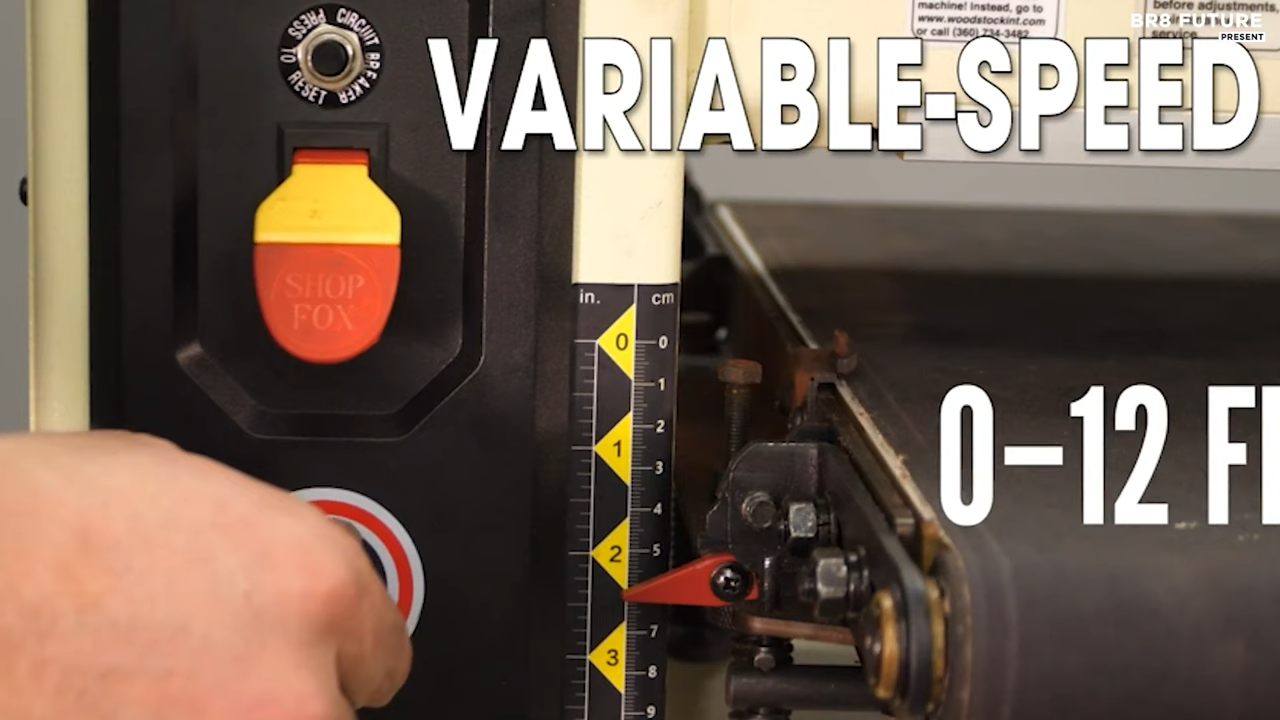 machine! Instead, go to
www.woodstockint.com
or call (360) 734-3482
before adjustments,
service.
BR8 FUTURE
PRESENT
PRESS CIRCUIT BREAKER
TO RESET
VARIABLE-SPEED
SHOP
FOX
in. cm
0 0
1
2
1
3
4
2 5
7
3
8
9
0–12